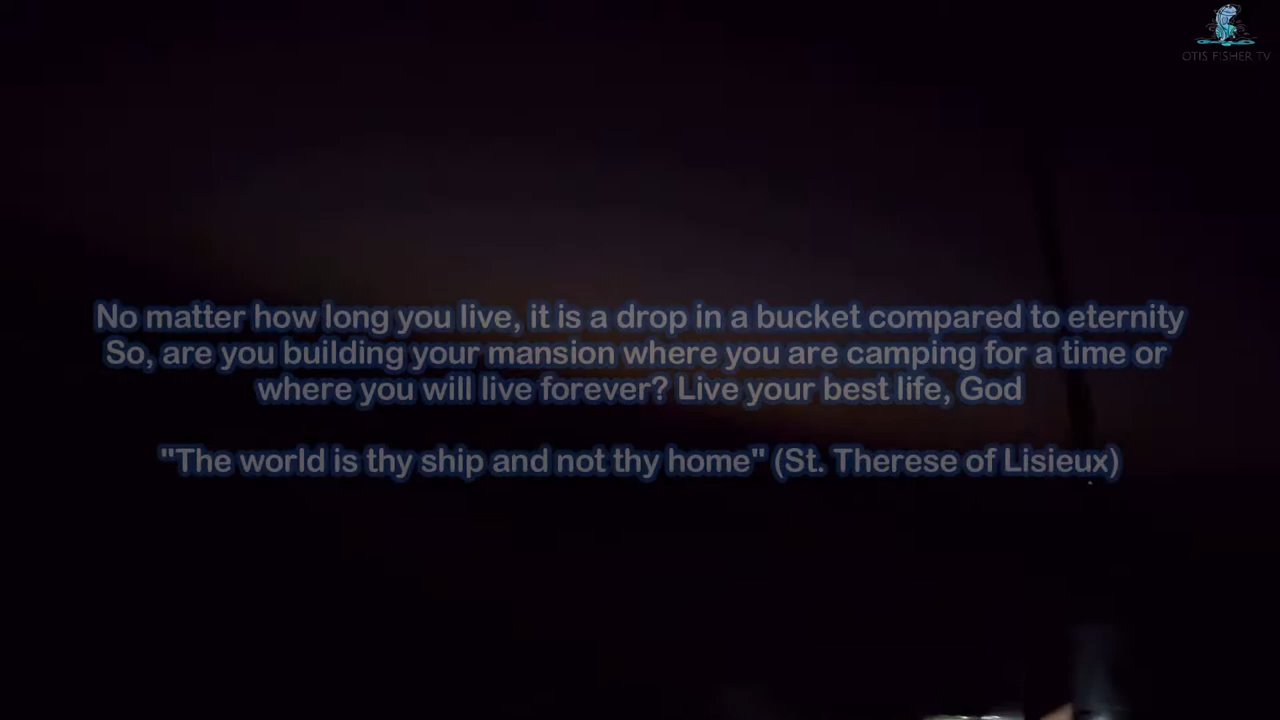 OTIS FISHER TV
No matter how long you live, it is a drop in a bucket compared to eternity
So, are you building your mansion where you are camping for a time or
where you will live forever? Live your best life, God
"The world is thy ship and not thy home" (St. Therese of Lisieux)